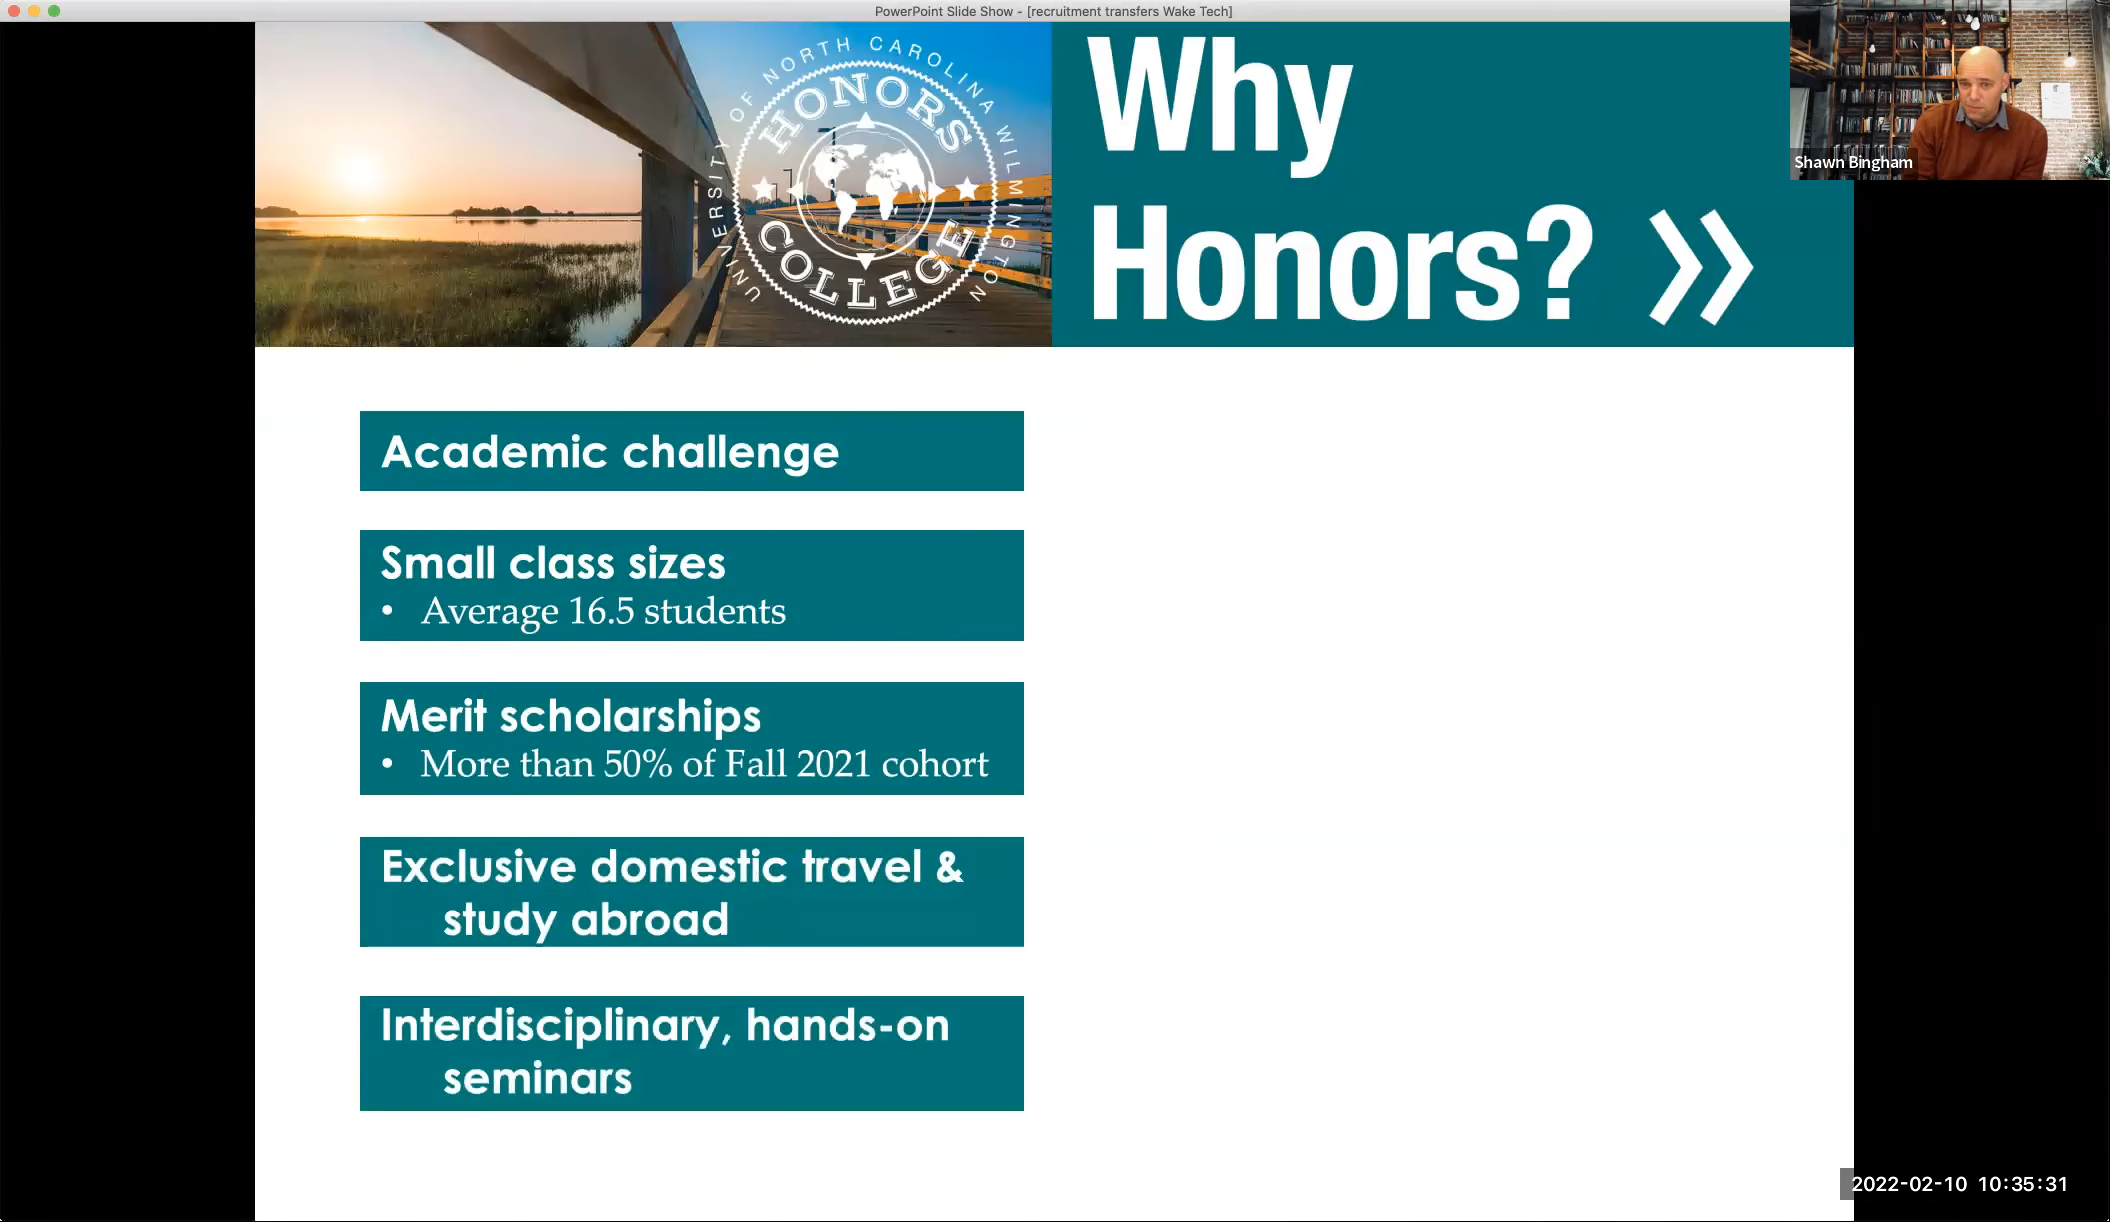 PowerPoint Slide Show - [recruitment transfers Wake Tech]
UNIVERSITY OF NORTH CAROLINA WILMINGTON
HONORS
COLLEGE
Why
Honors? »
Shawn Bingham
Academic challenge
Small class sizes
• Average 16.5 students
Merit scholarships
• More than 50% of Fall 2021 cohort
Exclusive domestic travel &
study abroad
Interdisciplinary, hands-on
seminars
2022-02-10 10:35:31